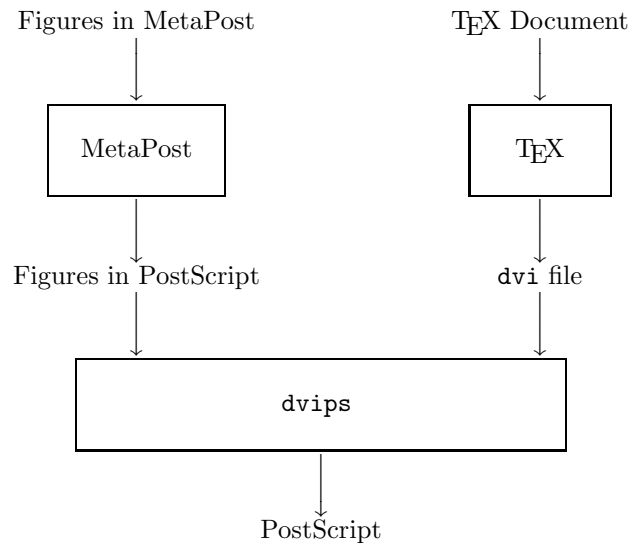 Figures in MetaPost
TEX Document
MetaPost
TEX
Figures in PostScript
dvi file
dvips
PostScript